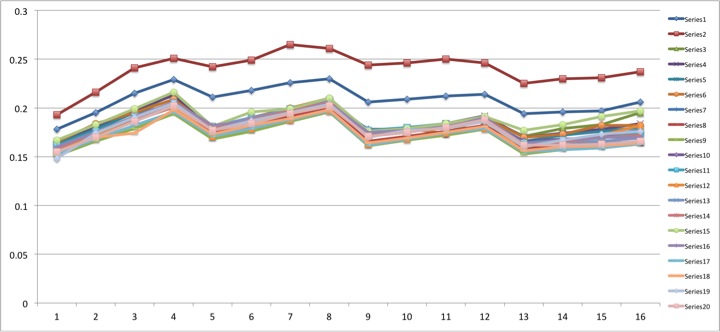 0.3
0.25
0.2
0.15
0.1
0.05
0
1 2 3 4 5 6 7 8 9 10 11 12 13 14 15 16
Series1
Series2
Series3
Series4
Series5
Series6
Series7
Series8
Series9
Series10
Series11
Series12
Series13
Series14
Series15
Series16
Series17
Series18
Series19
Series20